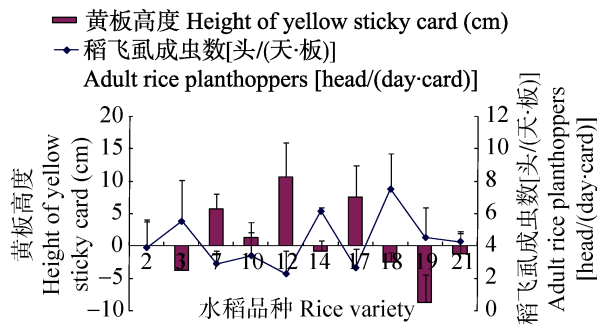 黄板高度 Height of yellow sticky card (cm)
稻飞虱成虫数[头/(天·板)]
Adult rice planthoppers [head/(day·card)]
黄板高度
Height of yellow
sticky card (cm)
20
15
10
5
0
−5
−10
2 3 7 10 12 14 17 18 19 21
水稻品种 Rice variety
12
10
8
6
4
2
0
稻飞虱成虫数[头/(天·板)]
Adult rice planthoppers
[head/(day·card)]